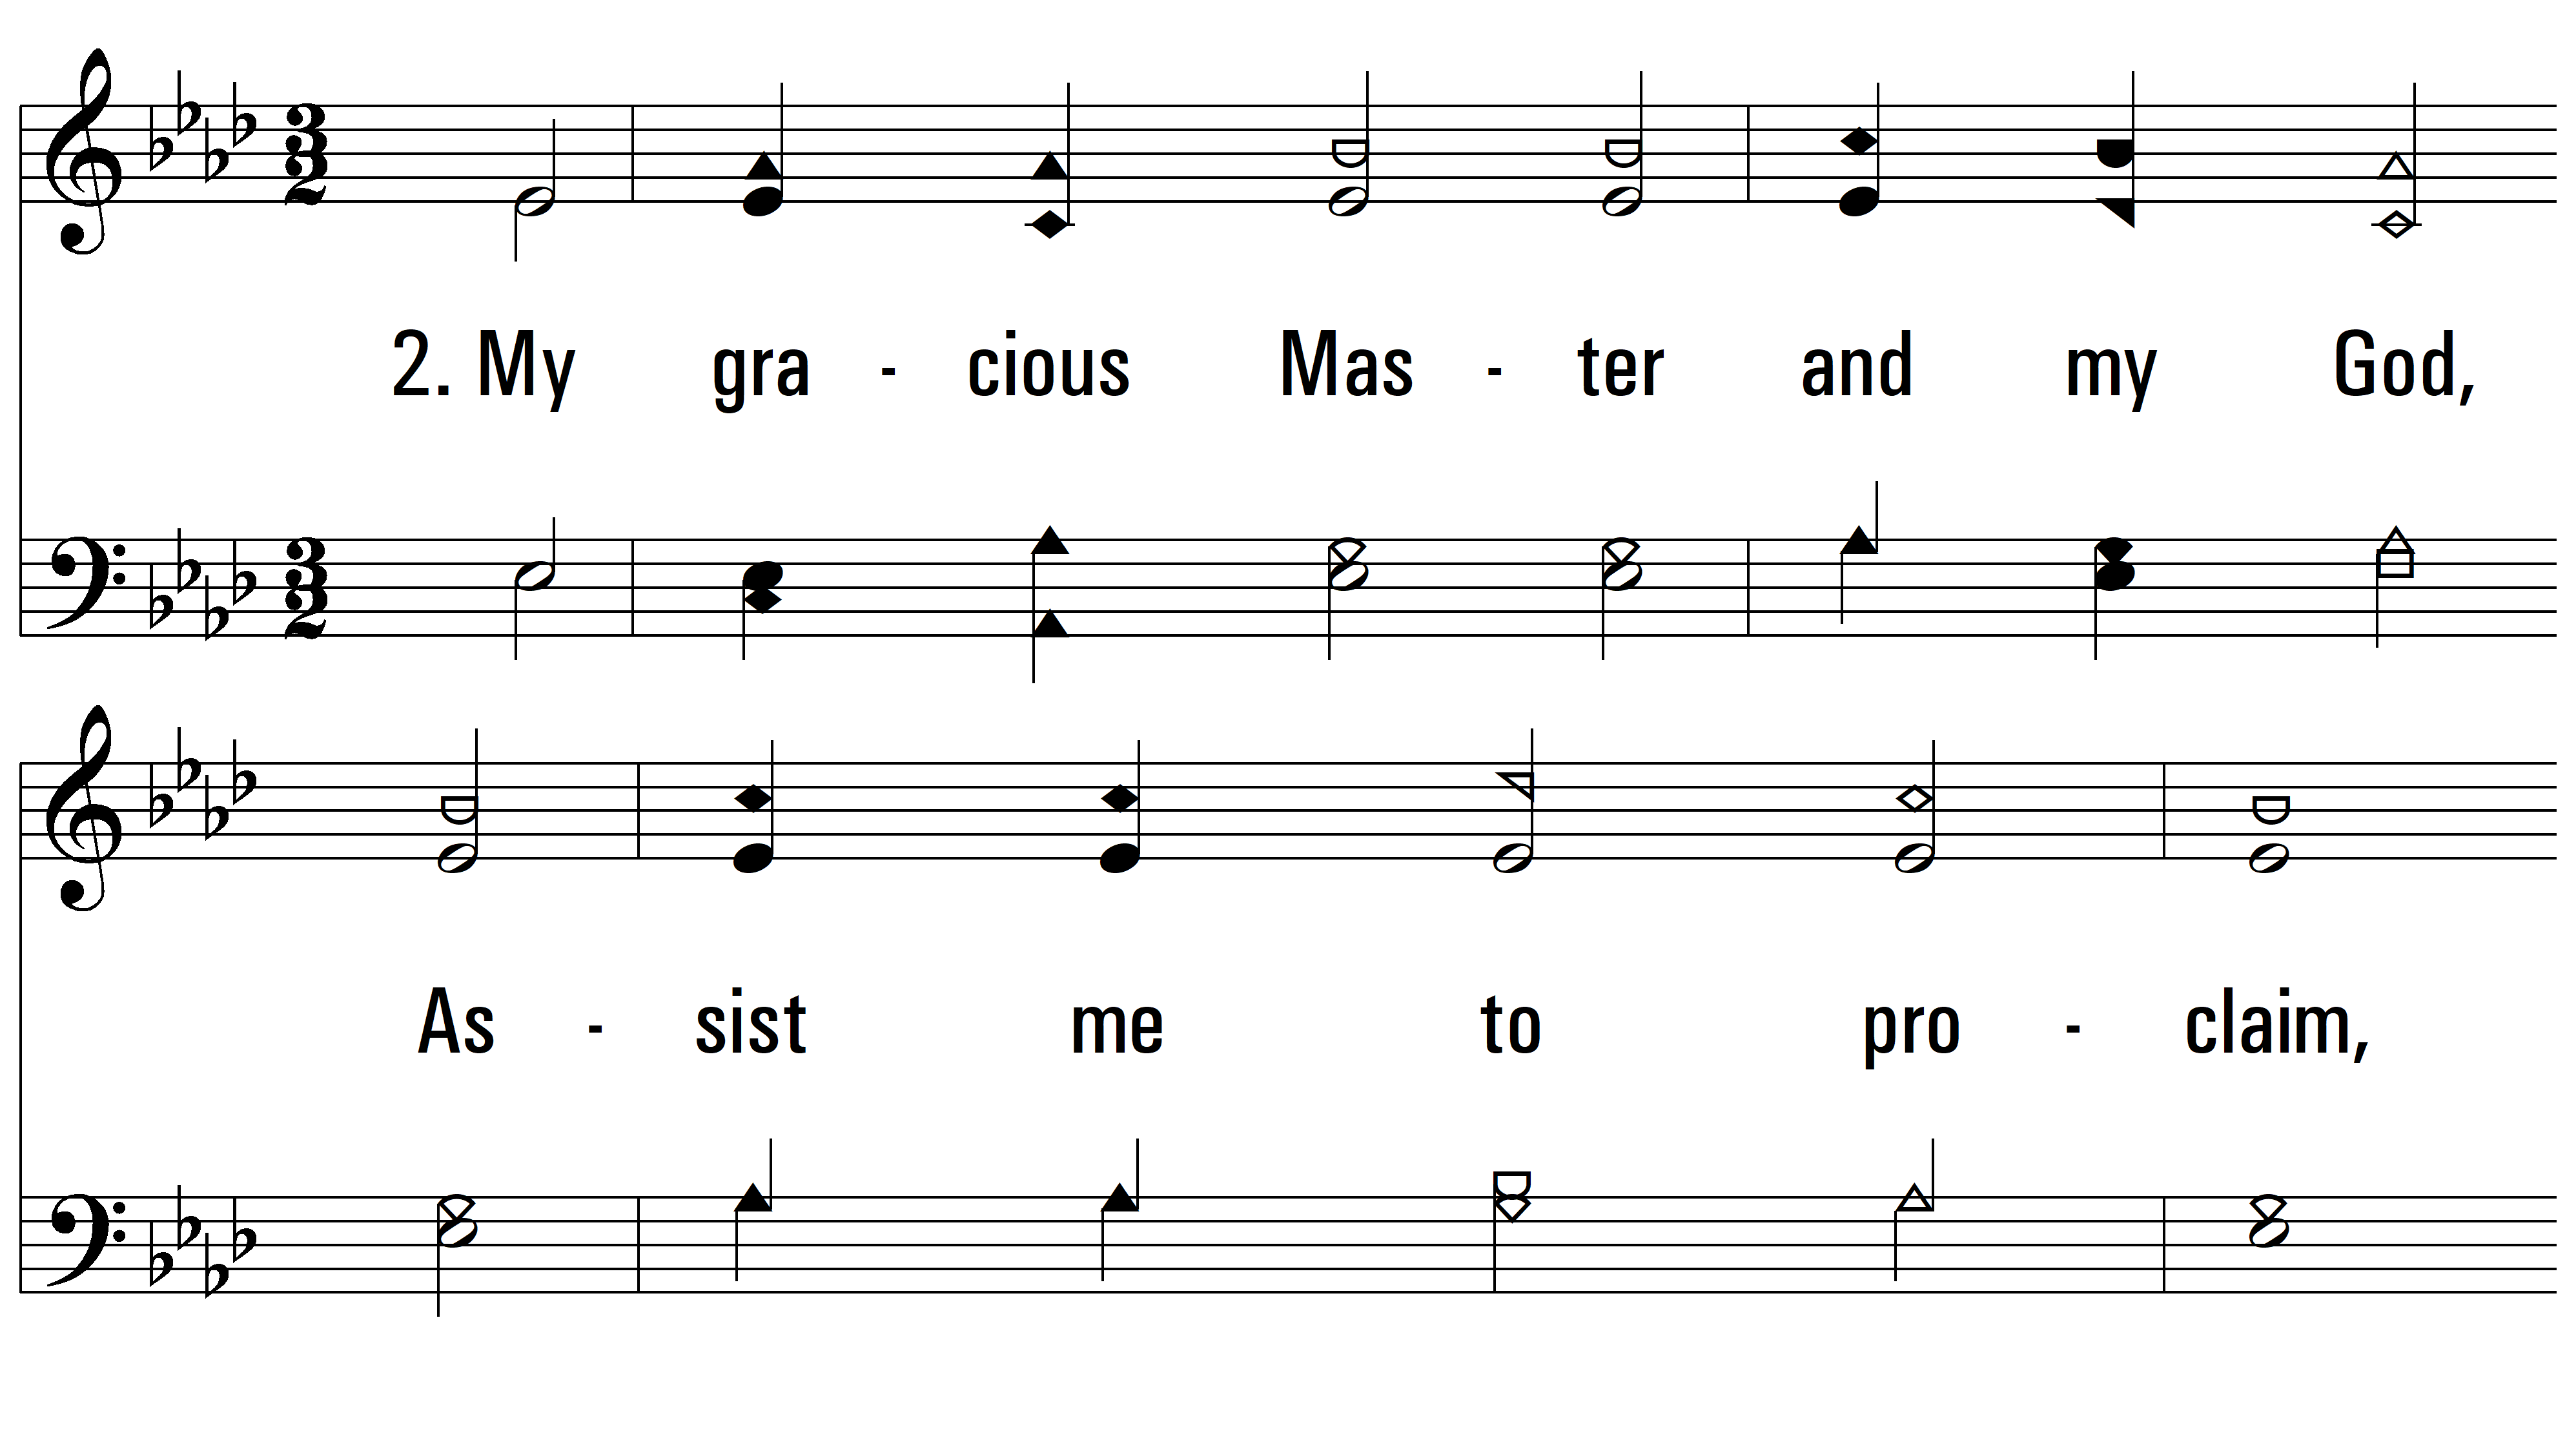 2. My gra - cious Mas - ter and my God,
As - sist me to pro - claim,